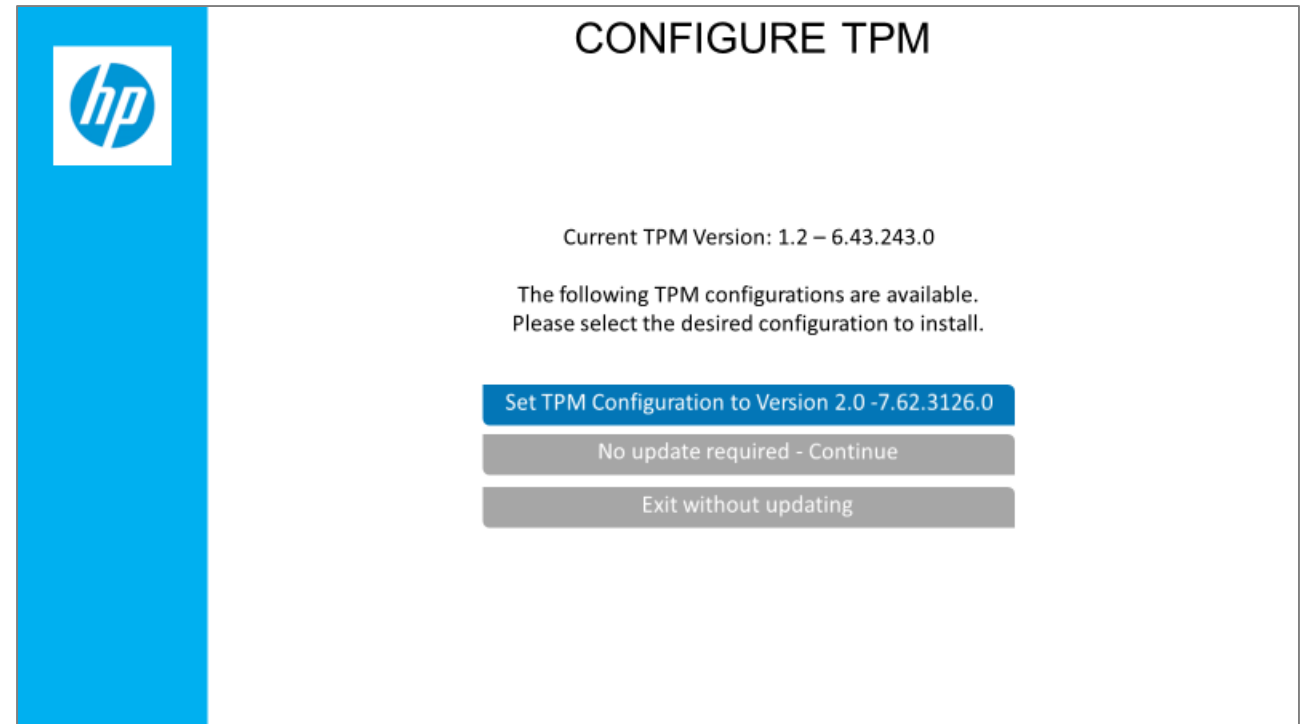 hp
CONFIGURE TPM
Current TPM Version: 1.2 – 6.43.243.0
The following TPM configurations are available.
Please select the desired configuration to install.
Set TPM Configuration to Version 2.0 -7.62.3126.0
No update required - Continue
Exit without updating